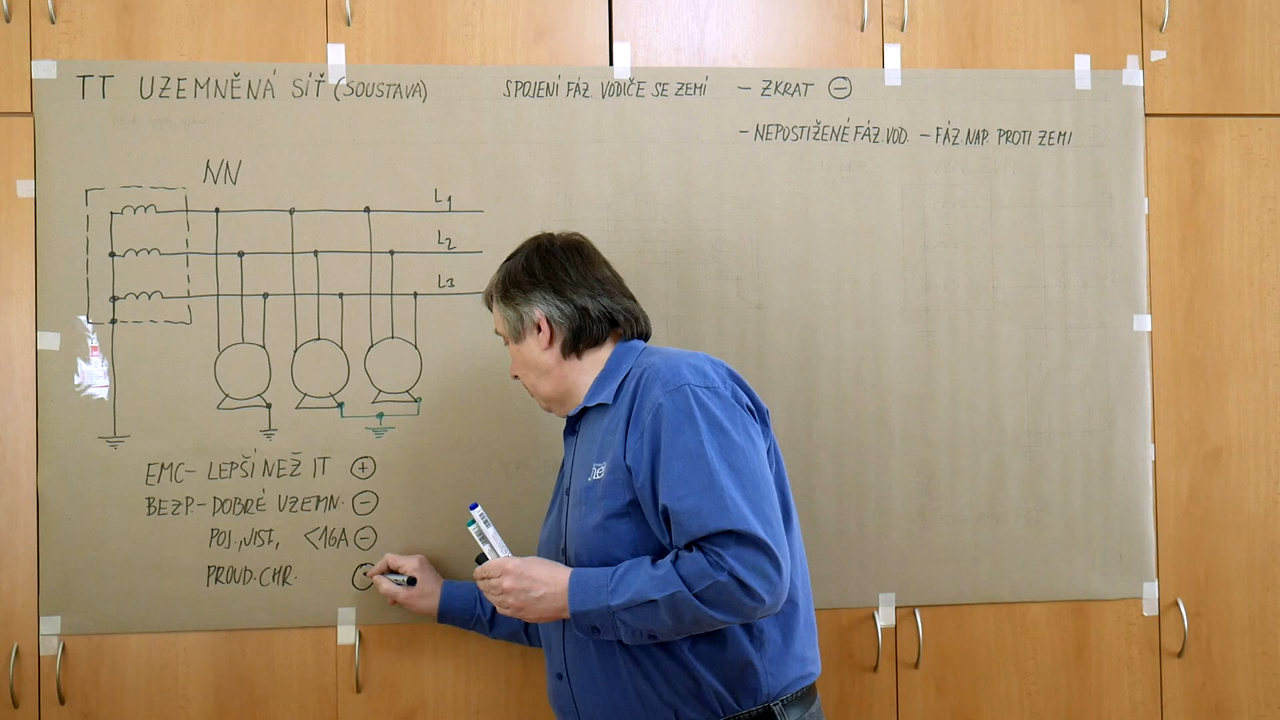 TT UZEMNĚNÁ SÍŤ (SOUSTAVA)
SPOJENÍ FÁZ. VODIČE SE ZEMÍ - ZKRAT ⊖
- NEPOSTIŽENÉ FÁZ. VOD. - FÁZ. NAP. PROTI ZEMI
NN
L1
L2
L3
EMC - LEPŠÍ NEŽ IT ⊕
BEZP. - DOBRÉ UZEMN. ⊖
POJ., JIST., <16A ⊖
PROUD. CHR.